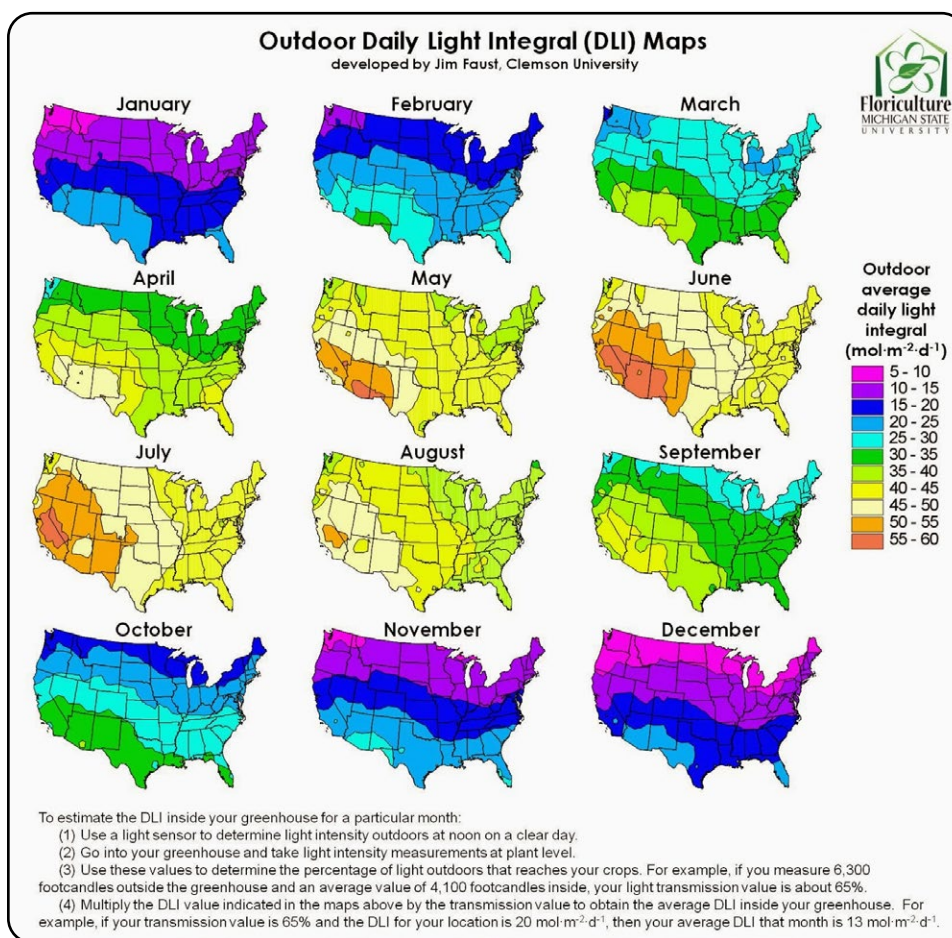 Outdoor Daily Light Integral (DLI) Maps
developed by Jim Faust, Clemson University
Floriculture
MICHIGAN STATE
UNIVERSITY
January
February
March
April
May
June
July
August
September
October
November
December
Outdoor
average
daily light
integral
(mol·m⁻²·d⁻¹)
5 - 10
10 - 15
15 - 20
20 - 25
25 - 30
30 - 35
35 - 40
40 - 45
45 - 50
50 - 55
55 - 60
To estimate the DLI inside your greenhouse for a particular month:
(1) Use a light sensor to determine light intensity outdoors at noon on a clear day.
(2) Go into your greenhouse and take light intensity measurements at plant level.
(3) Use these values to determine the percentage of light outdoors that reaches your crops. For example, if you measure 6,300
footcandles outside the greenhouse and an average value of 4,100 footcandles inside, your light transmission value is about 65%.
(4) Multiply the DLI value indicated in the maps above by the transmission value to obtain the average DLI inside your greenhouse. For
example, if your transmission value is 65% and the DLI for your location is 20 mol·m⁻²·d⁻¹, then your average DLI that month is 13 mol·m⁻²·d⁻¹.